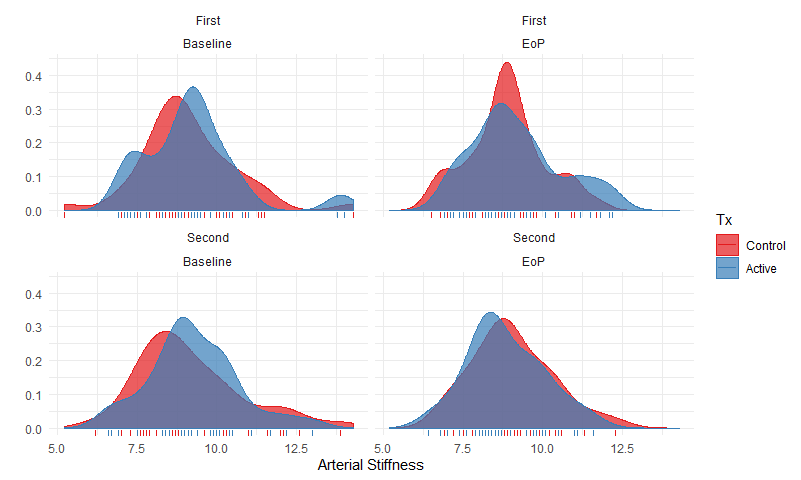 First First
Baseline EoP
0.4
0.3
0.2
0.1
0.0
Second Second
Baseline EoP
0.4
0.3
0.2
0.1
0.0
5.0 7.5 10.0 12.5 5.0 7.5 10.0 12.5
Arterial Stiffness
Tx
Control
Active